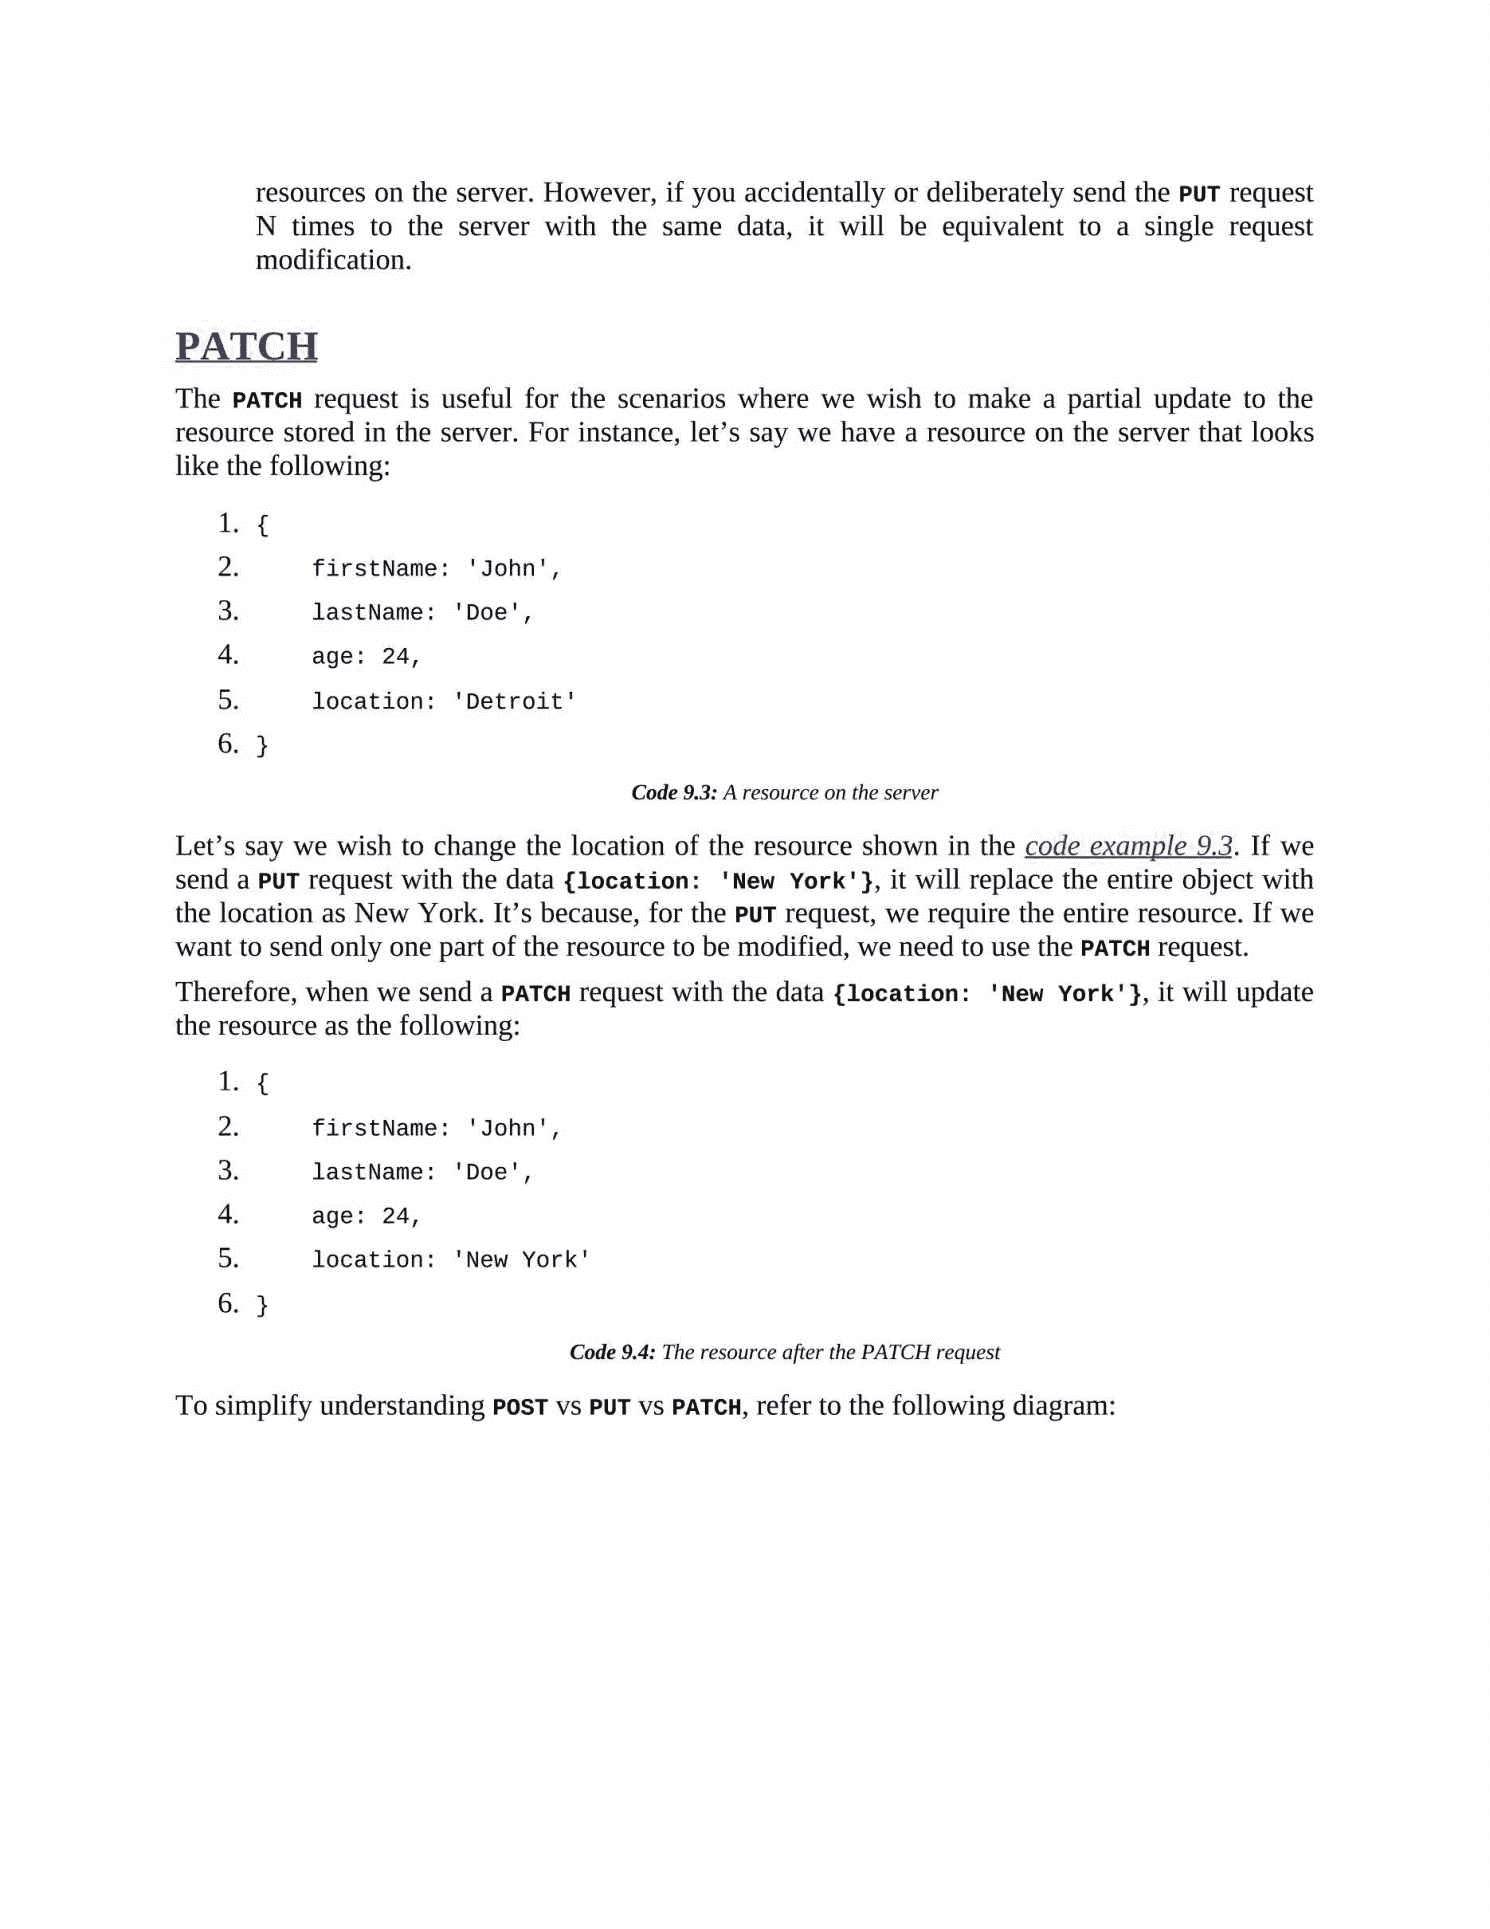 resources on the server. However, if you accidentally or deliberately send the PUT request
N times to the server with the same data, it will be equivalent to a single request
modification.
PATCH
The PATCH request is useful for the scenarios where we wish to make a partial update to the
resource stored in the server. For instance, let’s say we have a resource on the server that looks
like the following:
1. {
2. firstName: 'John',
3. lastName: 'Doe',
4. age: 24,
5. location: 'Detroit'
6. }
Code 9.3: A resource on the server
Let’s say we wish to change the location of the resource shown in the code example 9.3. If we
send a PUT request with the data {location: 'New York'}, it will replace the entire object with
the location as New York. It’s because, for the PUT request, we require the entire resource. If we
want to send only one part of the resource to be modified, we need to use the PATCH request.
Therefore, when we send a PATCH request with the data {location: 'New York'}, it will update
the resource as the following:
1. {
2. firstName: 'John',
3. lastName: 'Doe',
4. age: 24,
5. location: 'New York'
6. }
Code 9.4: The resource after the PATCH request
To simplify understanding POST vs PUT vs PATCH, refer to the following diagram: